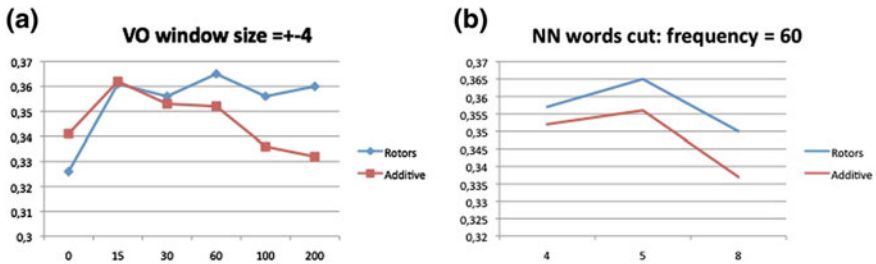 (a)
VO window size =+-4
0,37
0,36
0,35
0,34
0,33
0,32
0,31
0,3
0 15 30 60 100 200
Rotors
Additive
(b)
NN words cut: frequency = 60
0,37
0,365
0,36
0,355
0,35
0,345
0,34
0,335
0,33
0,325
0,32
4 5 8
Rotors
Additive